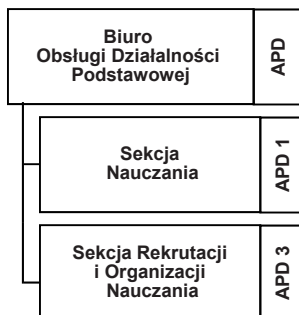 Biuro
Obsługi Działalności
Podstawowej
APD
Sekcja
Nauczania
APD 1
Sekcja Rekrutacji
i Organizacji
Nauczania
APD 3